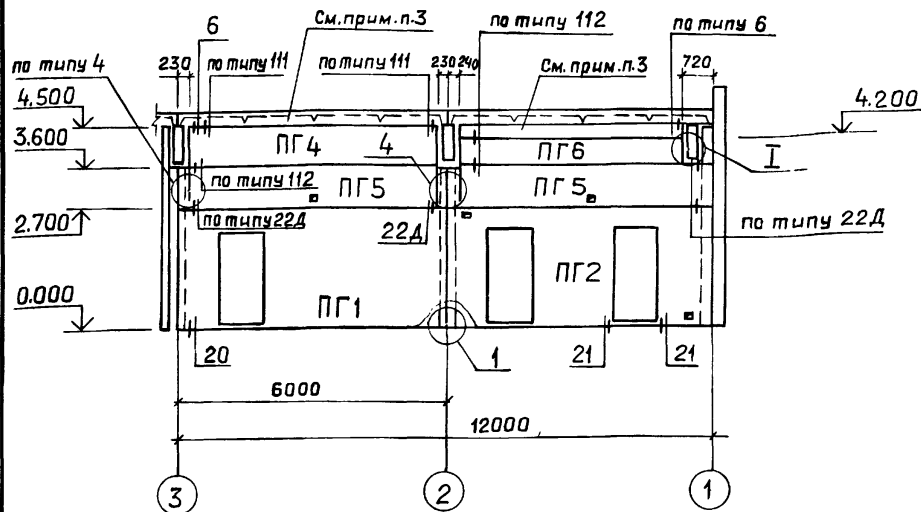 6
См. прим. п.3
по типу 112
по типу 6
по типу 4
230
по типу 111
по типу 111
230 240
См. прим. п.3
720
4.500
4.200
3.600
ПГ4
4
ПГ6
I
по типу 112
ПГ5
ПГ5
2.700
по типу 22Д
22Д
по типу 22Д
ПГ2
0.000
ПГ1
20
1
21
21
6000
12000
3
2
1